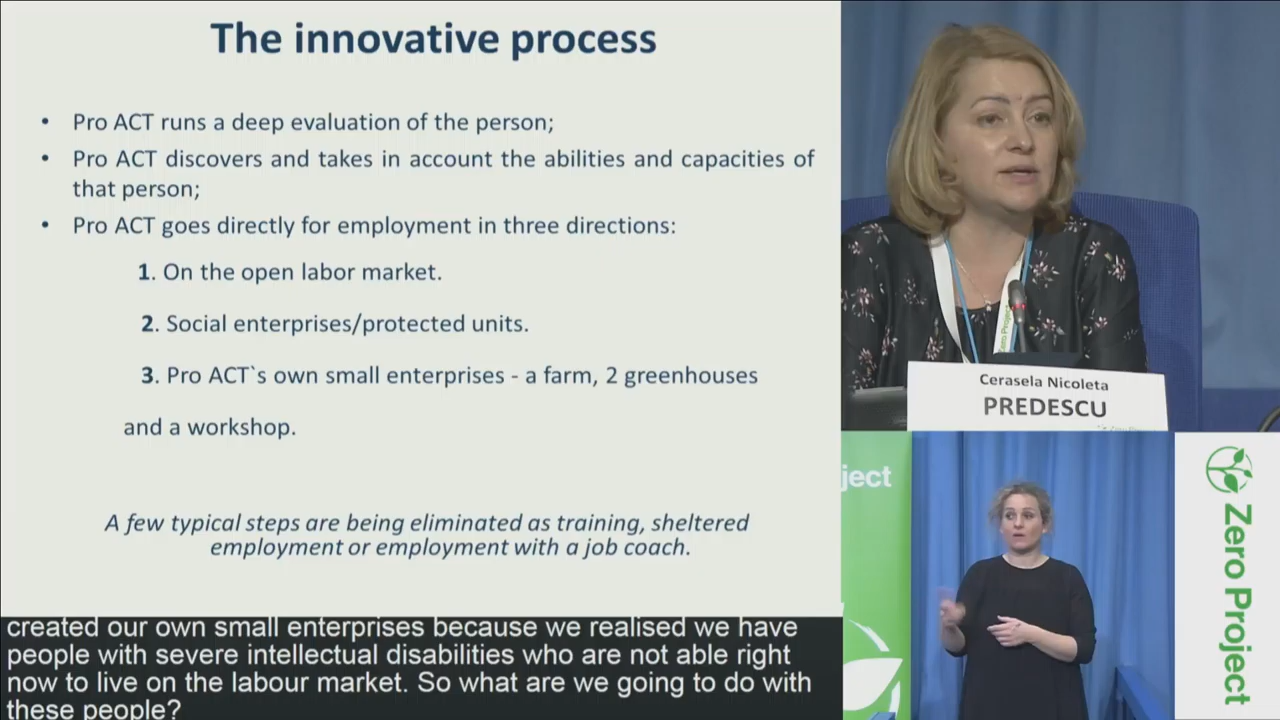 The innovative process
• Pro ACT runs a deep evaluation of the person;
• Pro ACT discovers and takes in account the abilities and capacities of
that person;
• Pro ACT goes directly for employment in three directions:
1. On the open labor market.
2. Social enterprises/protected units.
3. Pro ACT`s own small enterprises - a farm, 2 greenhouses
and a workshop.
A few typical steps are being eliminated as training, sheltered
employment or employment with a job coach.
created our own small enterprises because we realised we have
people with severe intellectual disabilities who are not able right
now to live on the labour market. So what are we going to do with
these people?
Zero Project
Cerasela Nicoleta
PREDESCU
ject
Zero Project